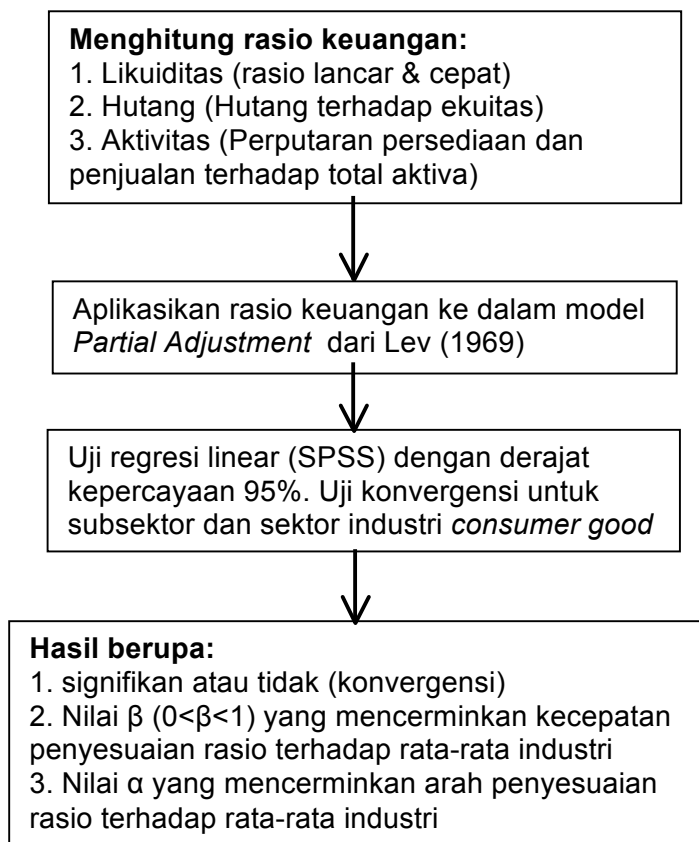 Menghitung rasio keuangan:
1. Likuiditas (rasio lancar & cepat)
2. Hutang (Hutang terhadap ekuitas)
3. Aktivitas (Perputaran persediaan dan
penjualan terhadap total aktiva)
Aplikasikan rasio keuangan ke dalam model
Partial Adjustment dari Lev (1969)
Uji regresi linear (SPSS) dengan derajat
kepercayaan 95%. Uji konvergensi untuk
subsektor dan sektor industri consumer good
Hasil berupa:
1. signifikan atau tidak (konvergensi)
2. Nilai β (0<β<1) yang mencerminkan kecepatan
penyesuaian rasio terhadap rata-rata industri
3. Nilai α yang mencerminkan arah penyesuaian
rasio terhadap rata-rata industri